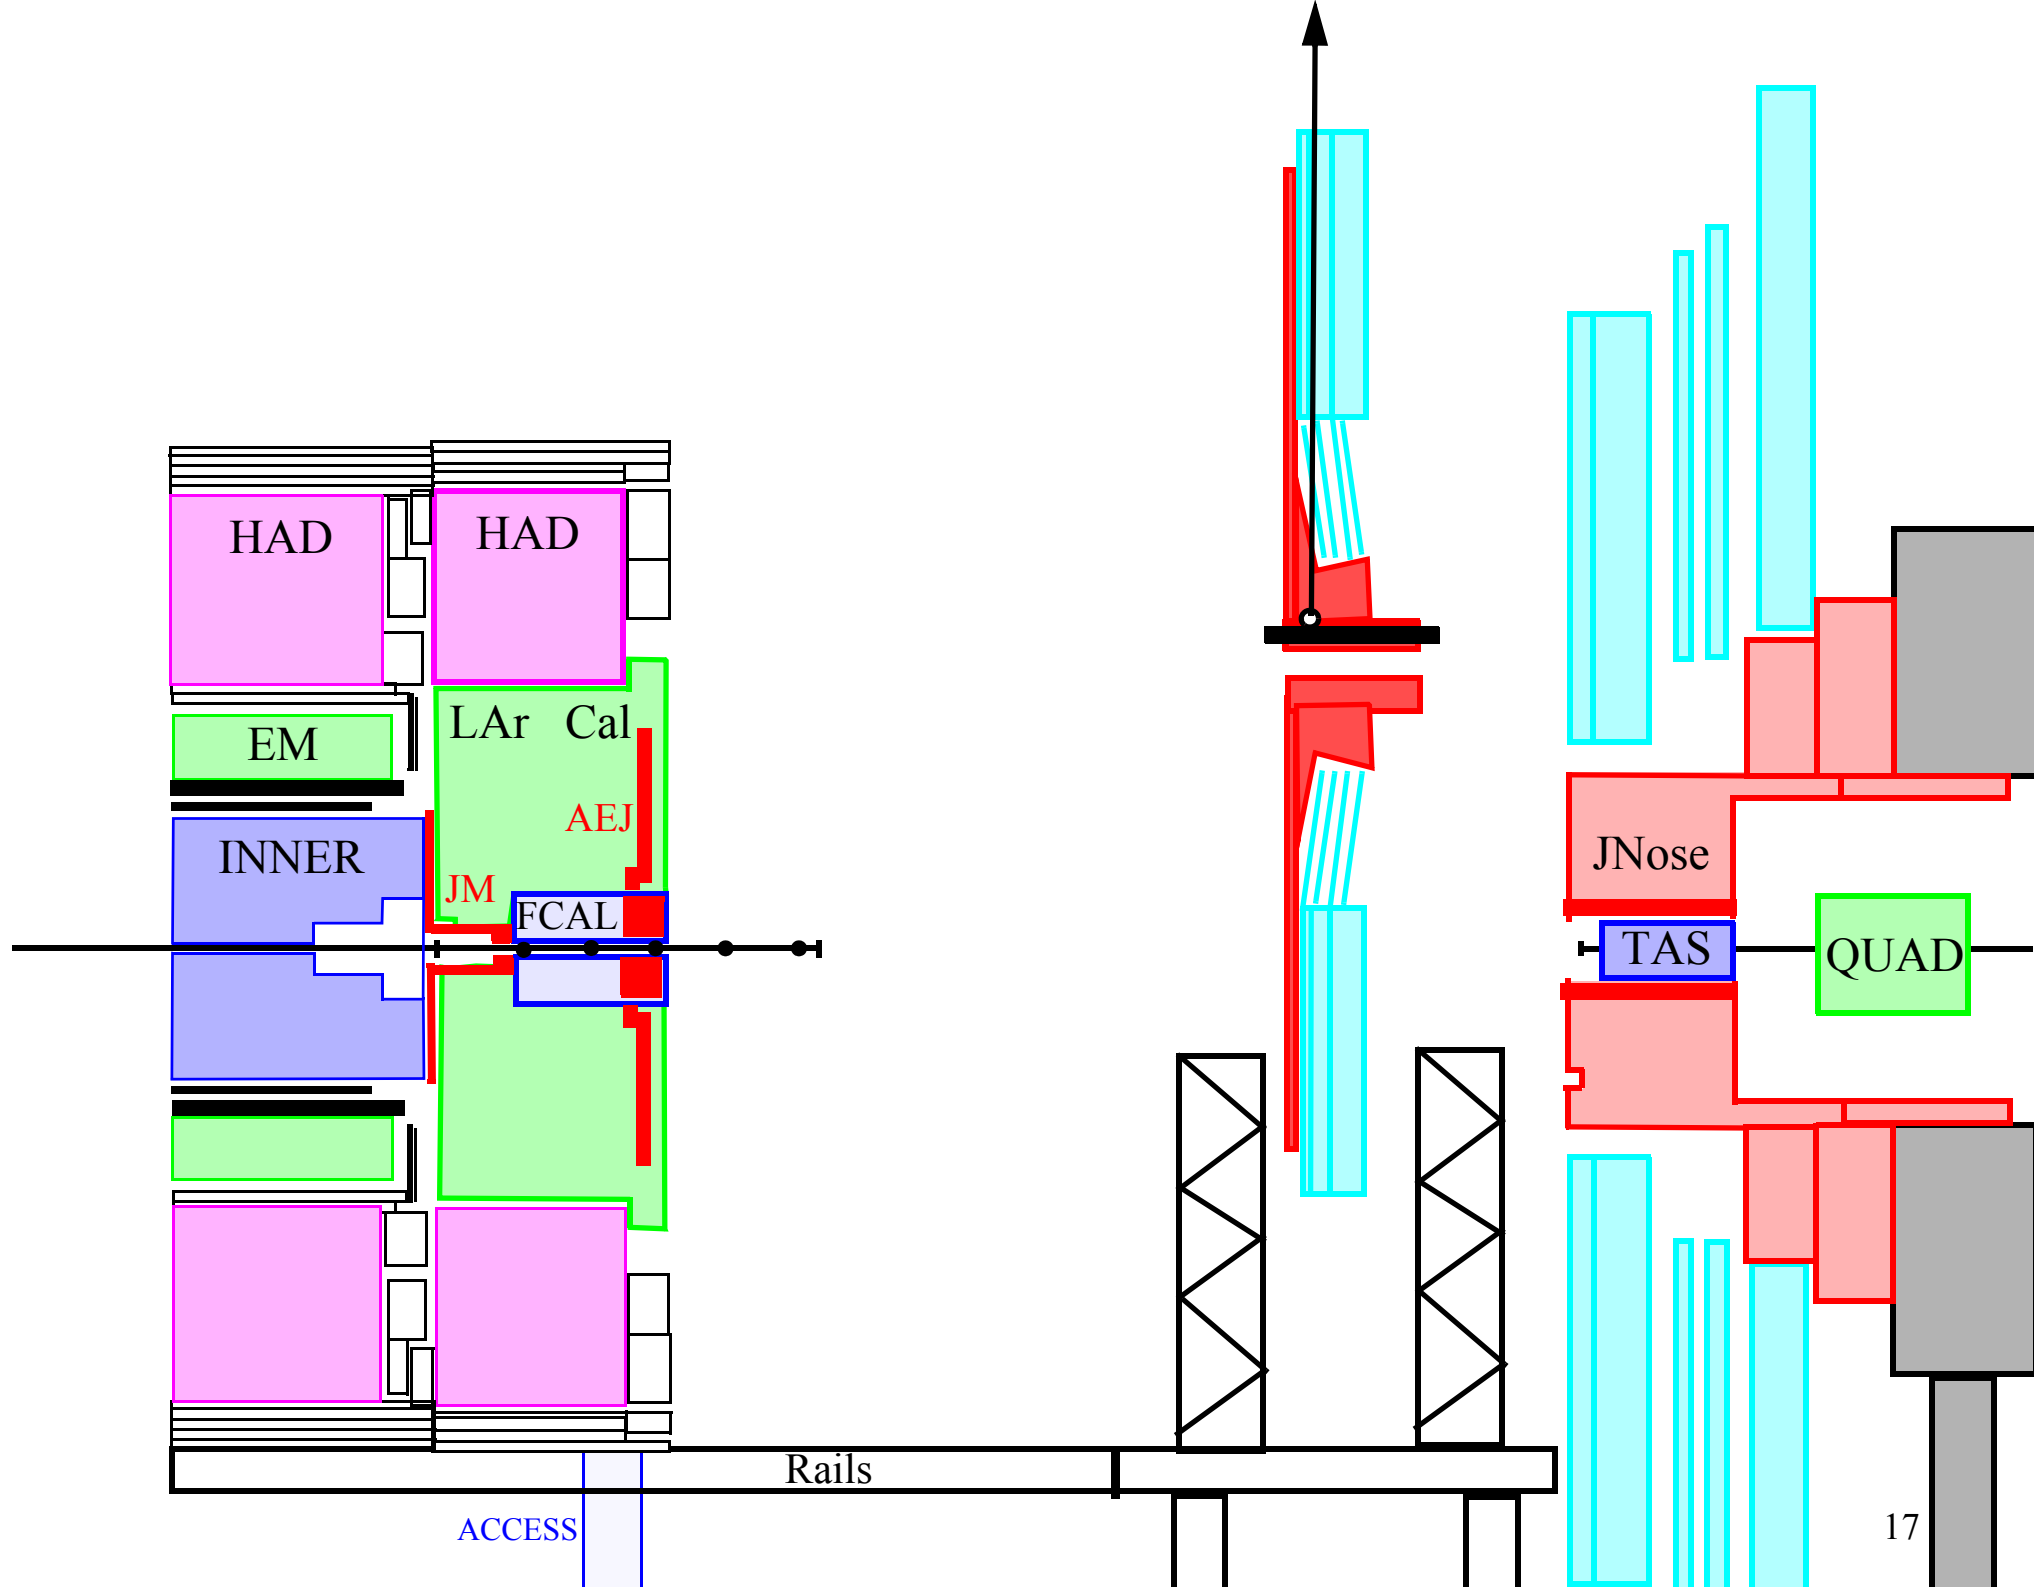 HAD
HAD
LAr Cal
EM
AEJ
INNER
JM
FCAL
JNose
TAS
QUAD
Rails
ACCESS
17